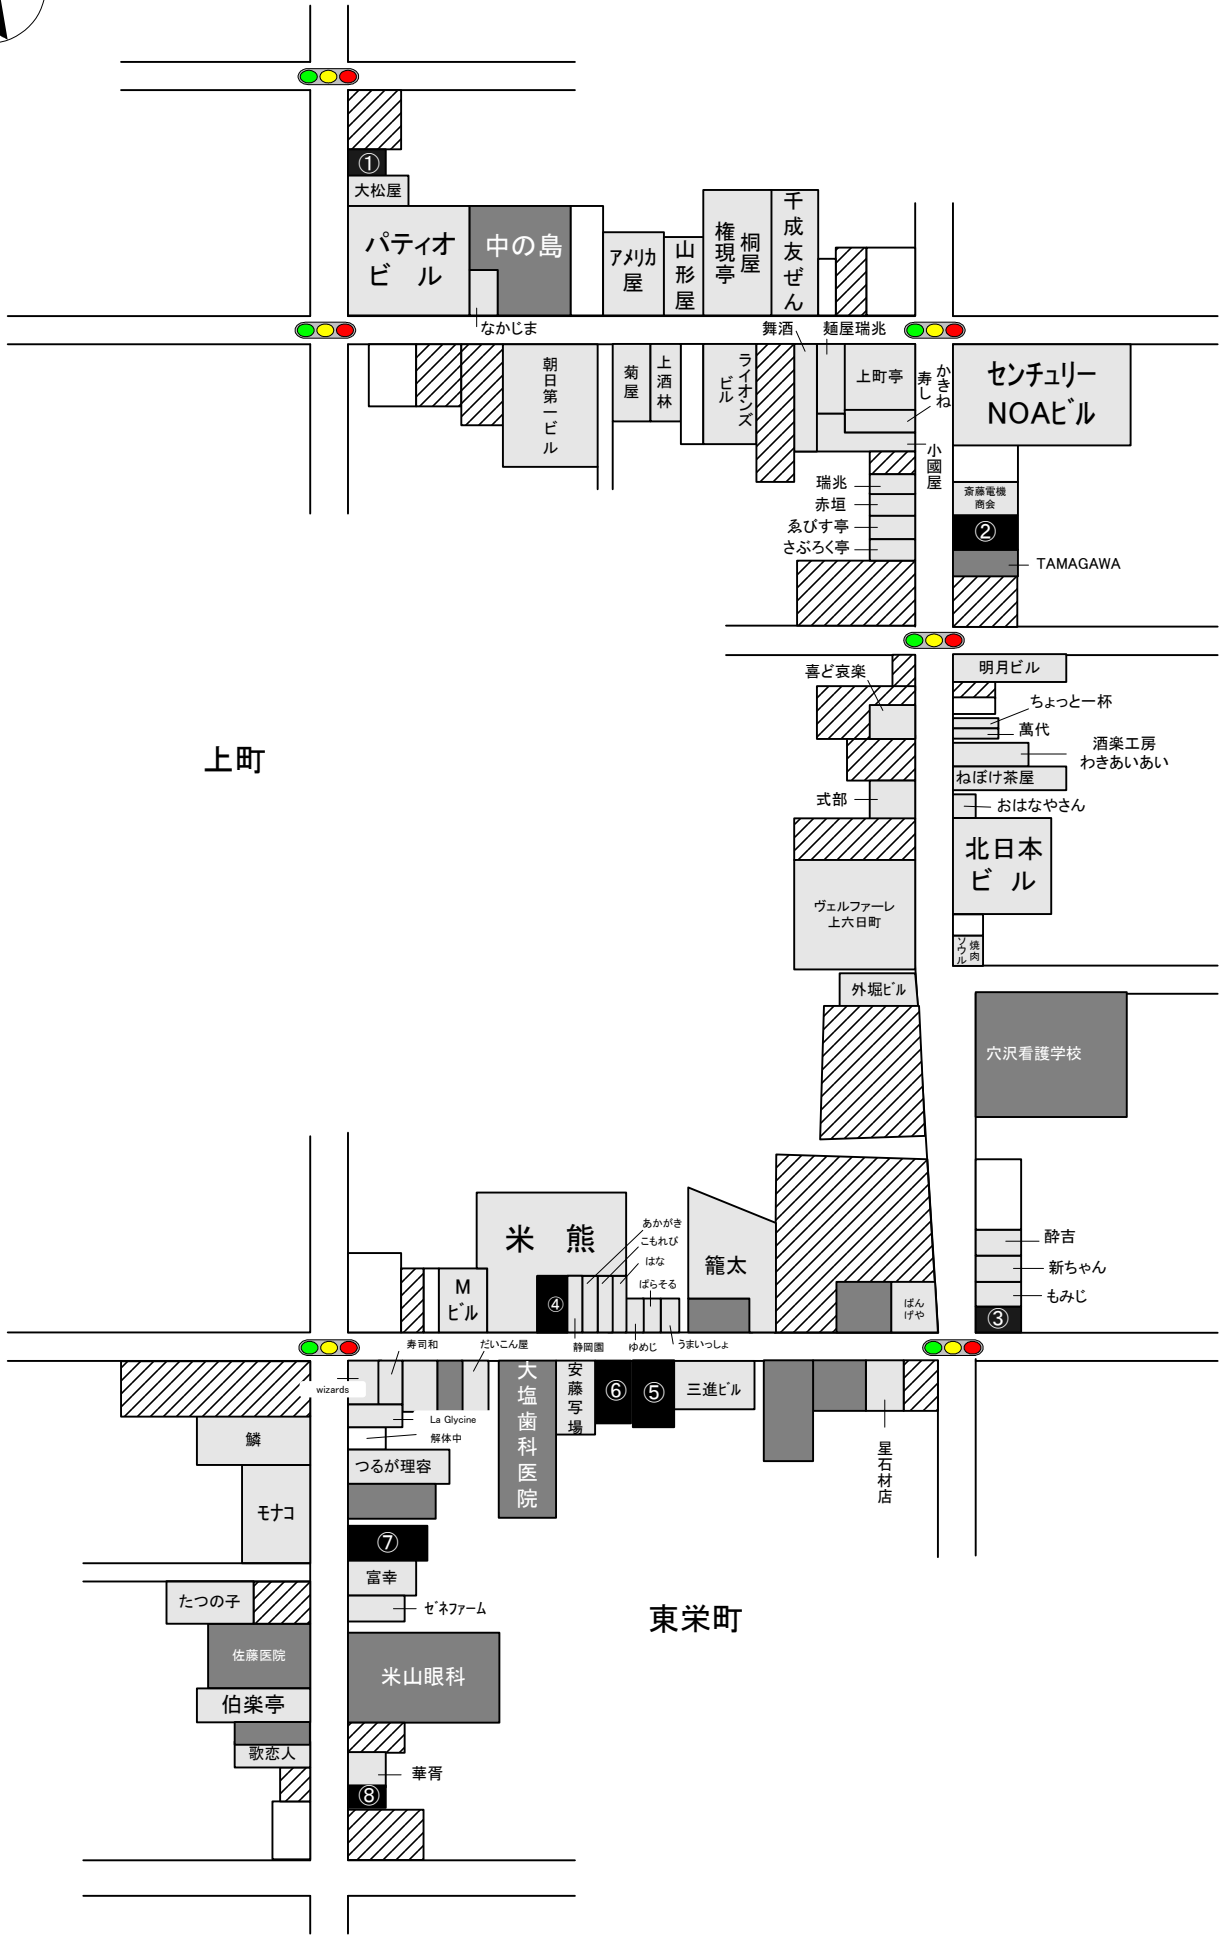 ①
大松屋
パティオ
ビル
中の島
なかじま
アメリカ
屋
山形屋
権現亭
桐屋
千成友ぜん
舞酒
麺屋瑞兆
朝日第一ビル
菊屋
上酒林
ライオンズ
ビル
上町亭
かきね
寿し
小國屋
センチュリー
NOAビル
瑞兆
赤垣
ゑびす亭
さぶろく亭
斎藤電機
商会
②
TAMAGAWA
喜ど哀楽
明月ビル
ちょっと一杯
萬代
酒楽工房
わきあいあい
ねぼけ茶屋
おはなやさん
式部
上町
北日本
ビル
ヴェルファーレ
上六日町
焼肉
ソウル
外堀ビル
穴沢看護学校
米熊
あかがき
こもれび
はな
ぱらそる
籠太
酔吉
新ちゃん
もみじ
③
M
ビル
④
ばん
げや
寿司和
だいこん屋
静岡園
ゆめじ
うまいっしょ
wizards
La Glycine
解体中
大塩歯科医院
安藤写場
⑥
⑤
三進ビル
星石材店
鱗
つるが理容
モナコ
⑦
富幸
ゼネファーム
たつの子
東栄町
佐藤医院
米山眼科
伯楽亭
歌恋人
華胥
⑧